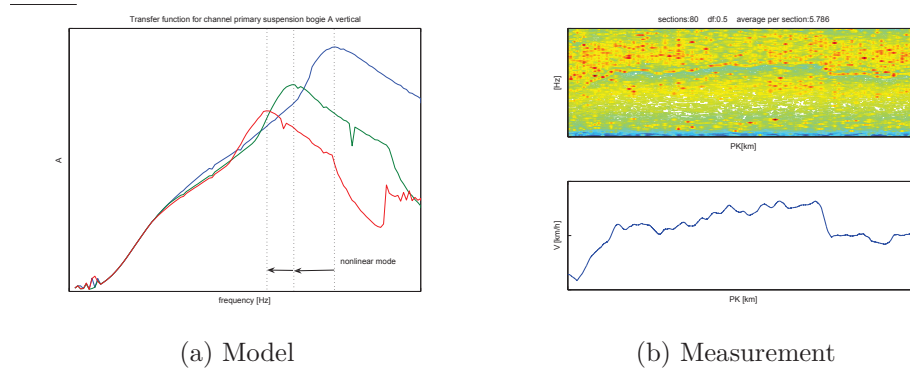 Transfer function for channel primary suspension bogie A vertical
A
nonlinear mode
frequency [Hz]
(a) Model
sections:80 df:0.5 average per section:5.786
[Hz]
PK[km]
V [km/h]
PK [km]
(b) Measurement